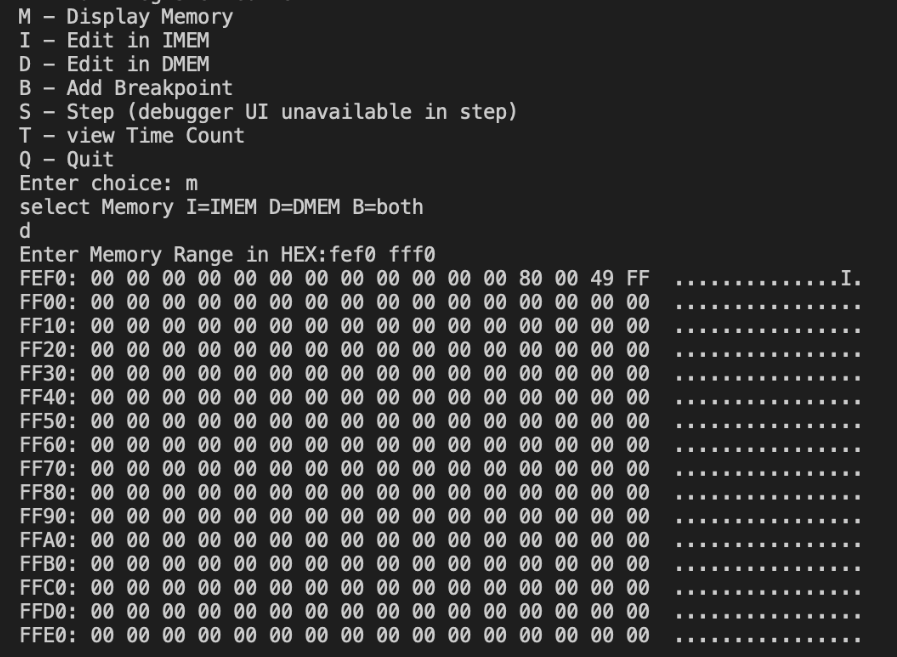 M – Display Memory
I – Edit in IMEM
D – Edit in DMEM
B – Add Breakpoint
S – Step (debugger UI unavailable in step)
T – view Time Count
Q – Quit
Enter choice: m
select Memory I=IMEM D=DMEM B=both
d
Enter Memory Range in HEX:fef0 fff0
FEF0: 00 00 00 00 00 00 00 00 00 00 00 00 80 00 49 FF  ..............I.
FF00: 00 00 00 00 00 00 00 00 00 00 00 00 00 00 00 00  ................
FF10: 00 00 00 00 00 00 00 00 00 00 00 00 00 00 00 00  ................
FF20: 00 00 00 00 00 00 00 00 00 00 00 00 00 00 00 00  ................
FF30: 00 00 00 00 00 00 00 00 00 00 00 00 00 00 00 00  ................
FF40: 00 00 00 00 00 00 00 00 00 00 00 00 00 00 00 00  ................
FF50: 00 00 00 00 00 00 00 00 00 00 00 00 00 00 00 00  ................
FF60: 00 00 00 00 00 00 00 00 00 00 00 00 00 00 00 00  ................
FF70: 00 00 00 00 00 00 00 00 00 00 00 00 00 00 00 00  ................
FF80: 00 00 00 00 00 00 00 00 00 00 00 00 00 00 00 00  ................
FF90: 00 00 00 00 00 00 00 00 00 00 00 00 00 00 00 00  ................
FFA0: 00 00 00 00 00 00 00 00 00 00 00 00 00 00 00 00  ................
FFB0: 00 00 00 00 00 00 00 00 00 00 00 00 00 00 00 00  ................
FFC0: 00 00 00 00 00 00 00 00 00 00 00 00 00 00 00 00  ................
FFD0: 00 00 00 00 00 00 00 00 00 00 00 00 00 00 00 00  ................
FFE0: 00 00 00 00 00 00 00 00 00 00 00 00 00 00 00 00  ................